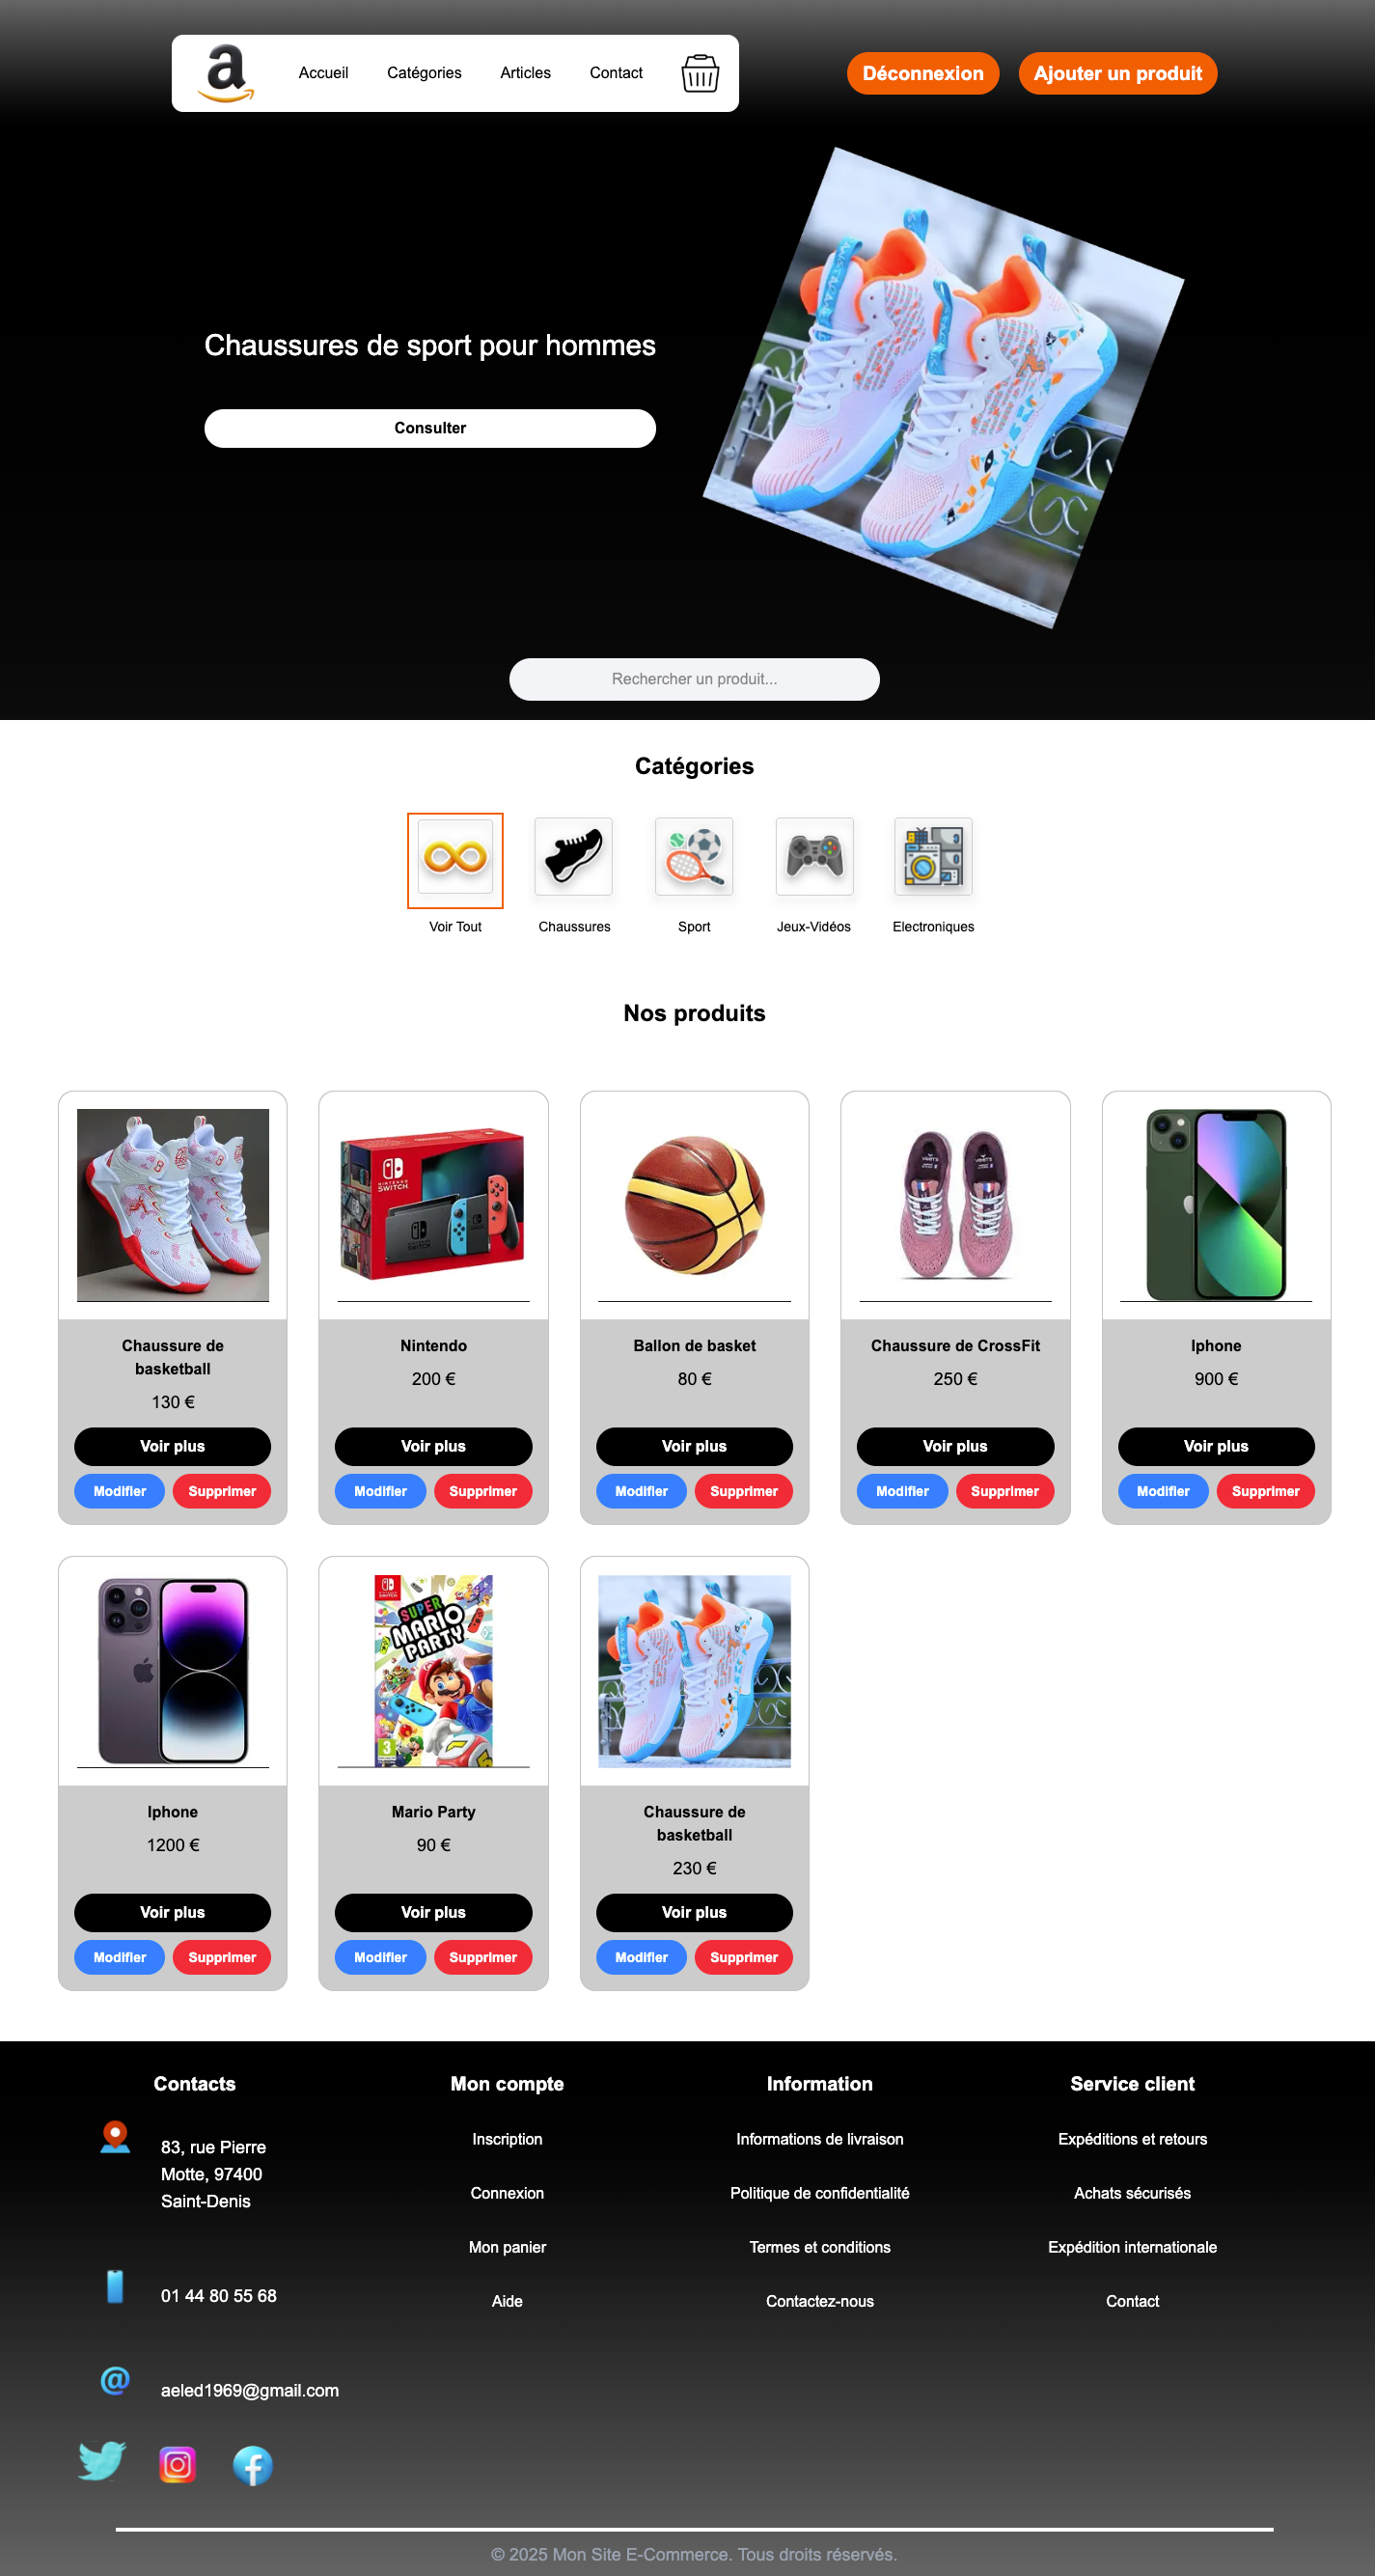 a
Accueil Catégories Articles Contact
Déconnexion Ajouter un produit
Chaussures de sport pour hommes
Consulter
Rechercher un produit...
Catégories
Voir Tout Chaussures Sport Jeux-Vidéos Electroniques
Nos produits
NINTENDO
SWITCH
Chaussure de
basketball
130 €
Voir plus
Modifier Supprimer
Nintendo
200 €
Voir plus
Modifier Supprimer
Ballon de basket
80 €
Voir plus
Modifier Supprimer
Chaussure de CrossFit
250 €
Voir plus
Modifier Supprimer
Iphone
900 €
Voir plus
Modifier Supprimer
SUPER
MARIO
PARTY
3
Iphone
1200 €
Voir plus
Modifier Supprimer
Mario Party
90 €
Voir plus
Modifier Supprimer
Chaussure de
basketball
230 €
Voir plus
Modifier Supprimer
Contacts
83, rue Pierre
Motte, 97400
Saint-Denis
01 44 80 55 68
@ aeled1969@gmail.com
Mon compte
Inscription
Connexion
Mon panier
Aide
Information
Informations de livraison
Politique de confidentialité
Termes et conditions
Contactez-nous
Service client
Expéditions et retours
Achats sécurisés
Expédition internationale
Contact
© 2025 Mon Site E-Commerce. Tous droits réservés.